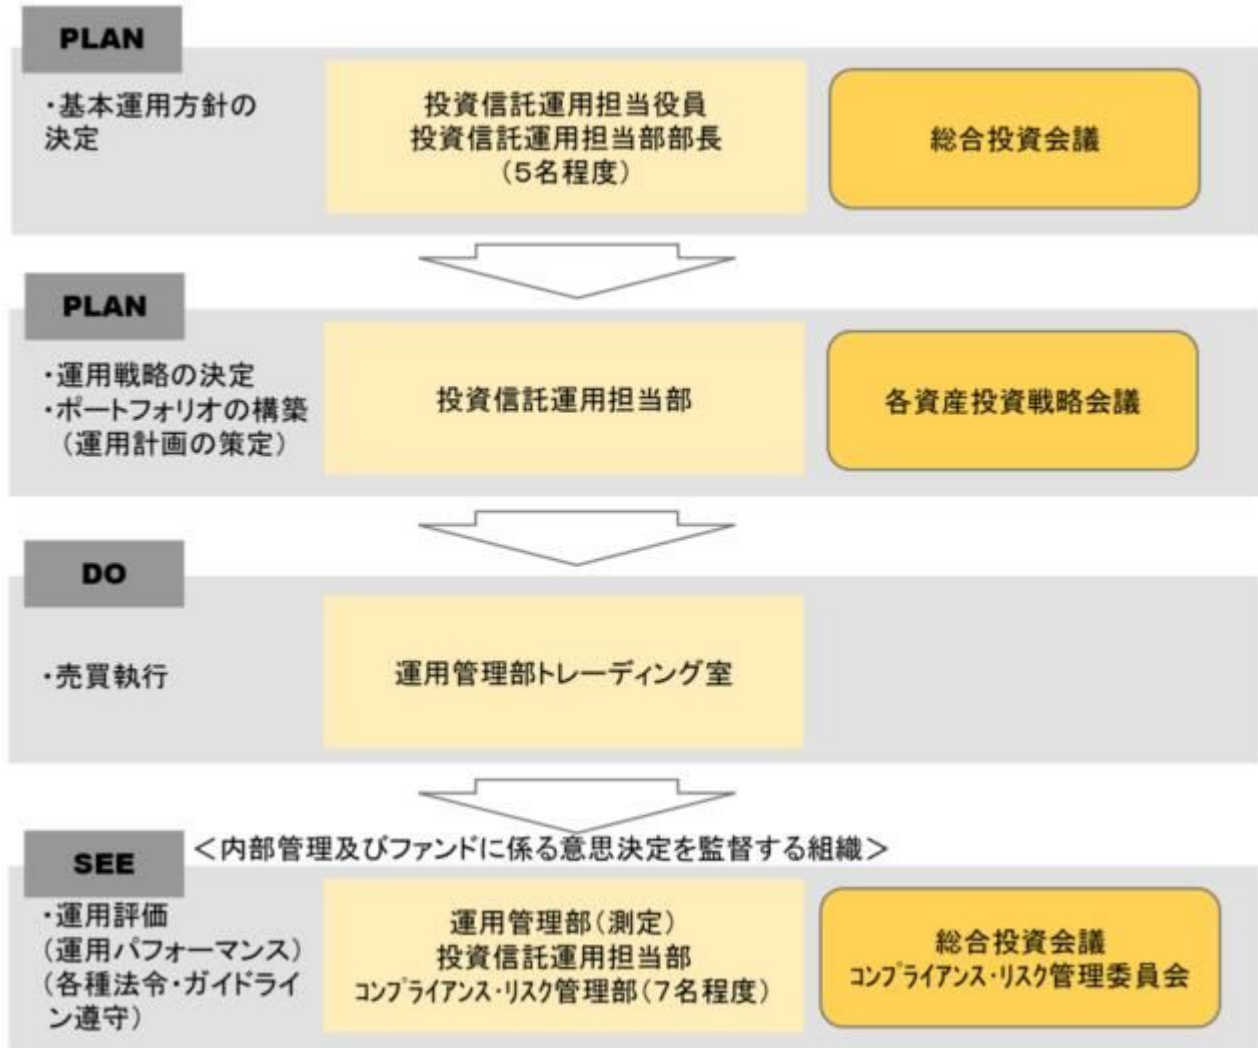 PLAN
・基本運用方針の
決定
投資信託運用担当役員
投資信託運用担当部部長
(5名程度)
総合投資会議
PLAN
・運用戦略の決定
・ポートフォリオの構築
(運用計画の策定)
投資信託運用担当部
各資産投資戦略会議
DO
・売買執行
運用管理部トレーディング室
SEE
<内部管理及びファンドに係る意思決定を監督する組織>
・運用評価
(運用パフォーマンス)
(各種法令・ガイドライ
ン遵守)
運用管理部(測定)
投資信託運用担当部
コンプライアンス・リスク管理部(7名程度)
総合投資会議
コンプライアンス・リスク管理委員会